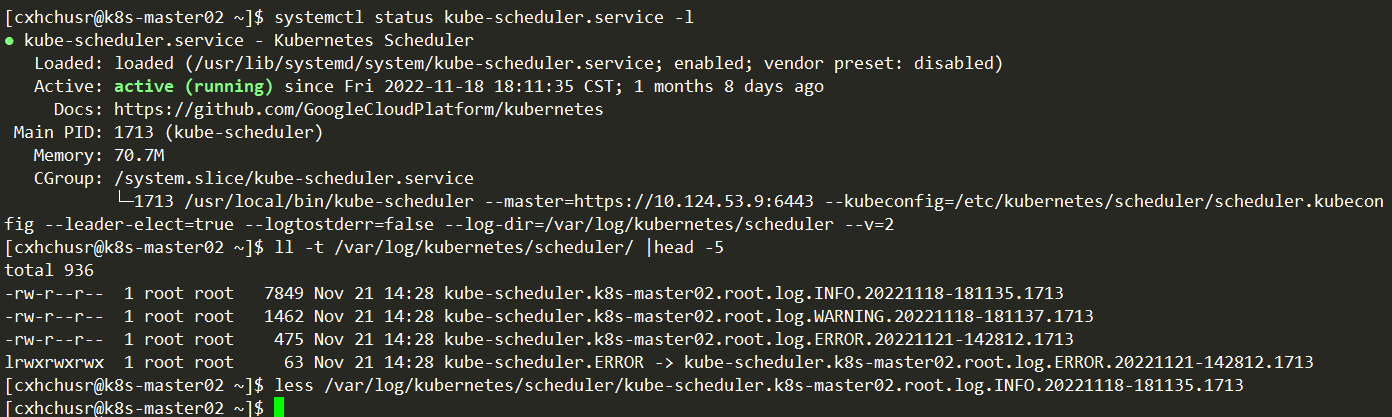 [cxhchusr@k8s-master02 ~]$ systemctl status kube-scheduler.service -l
● kube-scheduler.service - Kubernetes Scheduler
   Loaded: loaded (/usr/lib/systemd/system/kube-scheduler.service; enabled; vendor preset: disabled)
   Active: active (running) since Fri 2022-11-18 18:11:35 CST; 1 months 8 days ago
     Docs: https://github.com/GoogleCloudPlatform/kubernetes
 Main PID: 1713 (kube-scheduler)
   Memory: 70.7M
   CGroup: /system.slice/kube-scheduler.service
           └─1713 /usr/local/bin/kube-scheduler --master=https://10.124.53.9:6443 --kubeconfig=/etc/kubernetes/scheduler/scheduler.kubecon
fig --leader-elect=true --logtostderr=false --log-dir=/var/log/kubernetes/scheduler --v=2
[cxhchusr@k8s-master02 ~]$ ll -t /var/log/kubernetes/scheduler/ |head -5
total 936
-rw-r--r--  1 root root   7849 Nov 21 14:28 kube-scheduler.k8s-master02.root.log.INFO.20221118-181135.1713
-rw-r--r--  1 root root   1462 Nov 21 14:28 kube-scheduler.k8s-master02.root.log.WARNING.20221118-181137.1713
-rw-r--r--  1 root root    475 Nov 21 14:28 kube-scheduler.k8s-master02.root.log.ERROR.20221121-142812.1713
lrwxrwxrwx  1 root root     63 Nov 21 14:28 kube-scheduler.ERROR -> kube-scheduler.k8s-master02.root.log.ERROR.20221121-142812.1713
[cxhchusr@k8s-master02 ~]$ less /var/log/kubernetes/scheduler/kube-scheduler.k8s-master02.root.log.INFO.20221118-181135.1713
[cxhchusr@k8s-master02 ~]$